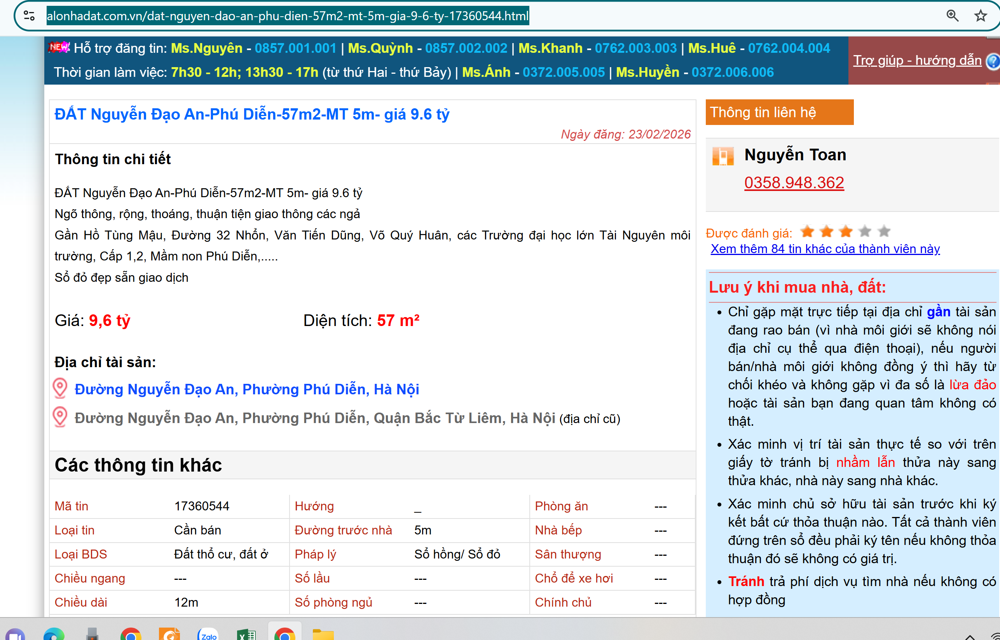 alonhadat.com.vn/dat-nguyen-dao-an-phu-dien-57m2-mt-5m-gia-9-6-ty-17360544.html
NEW! Hỗ trợ đăng tin: Ms.Nguyên - 0857.001.001 | Ms.Quỳnh - 0857.002.002 | Ms.Khanh - 0762.003.003 | Ms.Huê - 0762.004.004
Thời gian làm việc: 7h30 - 12h; 13h30 - 17h (từ thứ Hai - thứ Bảy) | Ms.Ánh - 0372.005.005 | Ms.Huyền - 0372.006.006
Trợ giúp - hướng dẫn
ĐẤT Nguyễn Đạo An-Phú Diễn-57m2-MT 5m- giá 9.6 tỷ
Ngày đăng: 23/02/2026
Thông tin chi tiết
ĐẤT Nguyễn Đạo An-Phú Diễn-57m2-MT 5m- giá 9.6 tỷ
Ngõ thông, rộng, thoáng, thuận tiện giao thông các ngả
Gần Hồ Tùng Mậu, Đường 32 Nhổn, Văn Tiến Dũng, Võ Quý Huân, các Trường đại học lớn Tài Nguyên môi
trường, Cấp 1,2, Mầm non Phú Diễn,.....
Sổ đỏ đẹp sẵn giao dịch
Giá: 9,6 tỷ Diện tích: 57 m²
Địa chỉ tài sản:
Đường Nguyễn Đạo An, Phường Phú Diễn, Hà Nội
Đường Nguyễn Đạo An, Phường Phú Diễn, Quận Bắc Từ Liêm, Hà Nội (địa chỉ cũ)
Các thông tin khác
Mã tin 17360544 Hướng _ Phòng ăn ---
Loại tin Cần bán Đường trước nhà 5m Nhà bếp ---
Loại BDS Đất thổ cư, đất ở Pháp lý Sổ hồng/ Sổ đỏ Sân thượng ---
Chiều ngang --- Số lầu --- Chổ để xe hơi ---
Chiều dài 12m Số phòng ngủ --- Chính chủ ---
Thông tin liên hệ
Nguyễn Toan
0358.948.362
Được đánh giá:
Xem thêm 84 tin khác của thành viên này
Lưu ý khi mua nhà, đất:
• Chỉ gặp mặt trực tiếp tại địa chỉ gần tài sản
đang rao bán (vì nhà môi giới sẽ không nói
địa chỉ cụ thể qua điện thoại), nếu người
bán/nhà môi giới không đồng ý thì hãy từ
chối khéo và không gặp vì đa số là lừa đảo
hoặc tài sản bạn đang quan tâm không có
thật.
• Xác minh vị trí tài sản thực tế so với trên
giấy tờ tránh bị nhầm lẫn thửa này sang
thửa khác, nhà này sang nhà khác.
• Xác minh chủ sở hữu tài sản trước khi ký
kết bất cứ thỏa thuận nào. Tất cả thành viên
đứng trên sổ đều phải ký tên nếu không thỏa
thuận đó sẽ không có giá trị.
• Tránh trả phí dịch vụ tìm nhà nếu không có
hợp đồng
Zalo